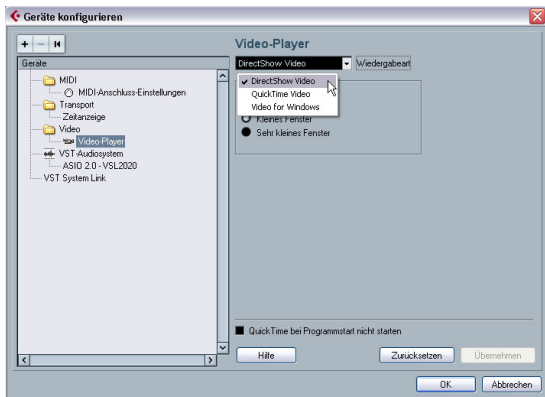 Geräte konfigurieren
Video-Player
Geräte
DirectShow Video
Wiedergabeart
MIDI
MIDI-Anschluss-Einstellungen
Transport
Zeitanzeige
Video
Video-Player
VST-Audiosystem
ASIO 2.0 - VSL2020
VST System Link
DirectShow Video
QuickTime Video
Video for Windows
Kleines Fenster
Sehr kleines Fenster
QuickTime bei Programmstart nicht starten
Hilfe
Zurücksetzen
Übernehmen
OK
Abbrechen